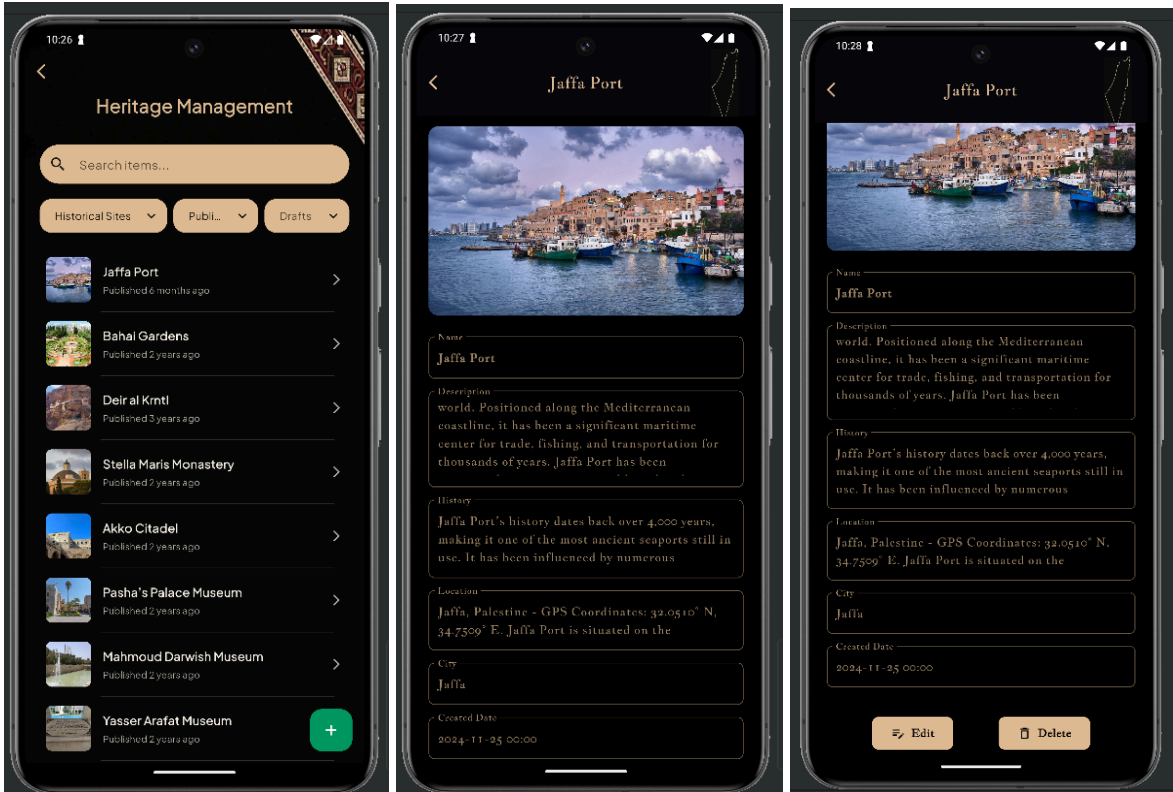 10:26
Heritage Management
Search items...
Historical Sites
Publi...
Drafts
Jaffa Port
Published 6 months ago
Bahai Gardens
Published 2 years ago
Deir al Krntl
Published 3 years ago
Stella Maris Monastery
Published 2 years ago
Akko Citadel
Published 2 years ago
Pasha's Palace Museum
Published 2 years ago
Mahmoud Darwish Museum
Published 2 years ago
Yasser Arafat Museum
Published 2 years ago
+
10:27
Jaffa Port
Name
Jaffa Port
Description
world. Positioned along the Mediterranean
coastline, it has been a significant maritime
center for trade, fishing, and transportation for
thousands of years. Jaffa Port has been
History
Jaffa Port's history dates back over 4,000 years,
making it one of the most ancient seaports still in
use. It has been influenced by numerous
Location
Jaffa, Palestine - GPS Coordinates: 32.0510° N,
34.7509° E. Jaffa Port is situated on the
City
Jaffa
Created Date
2024-11-25 00:00
10:28
Jaffa Port
Name
Jaffa Port
Description
world. Positioned along the Mediterranean
coastline, it has been a significant maritime
center for trade, fishing, and transportation for
thousands of years. Jaffa Port has been
History
Jaffa Port's history dates back over 4,000 years,
making it one of the most ancient seaports still in
use. It has been influenced by numerous
Location
Jaffa, Palestine - GPS Coordinates: 32.0510° N,
34.7509° E. Jaffa Port is situated on the
City
Jaffa
Created Date
2024-11-25 00:00
Edit
Delete